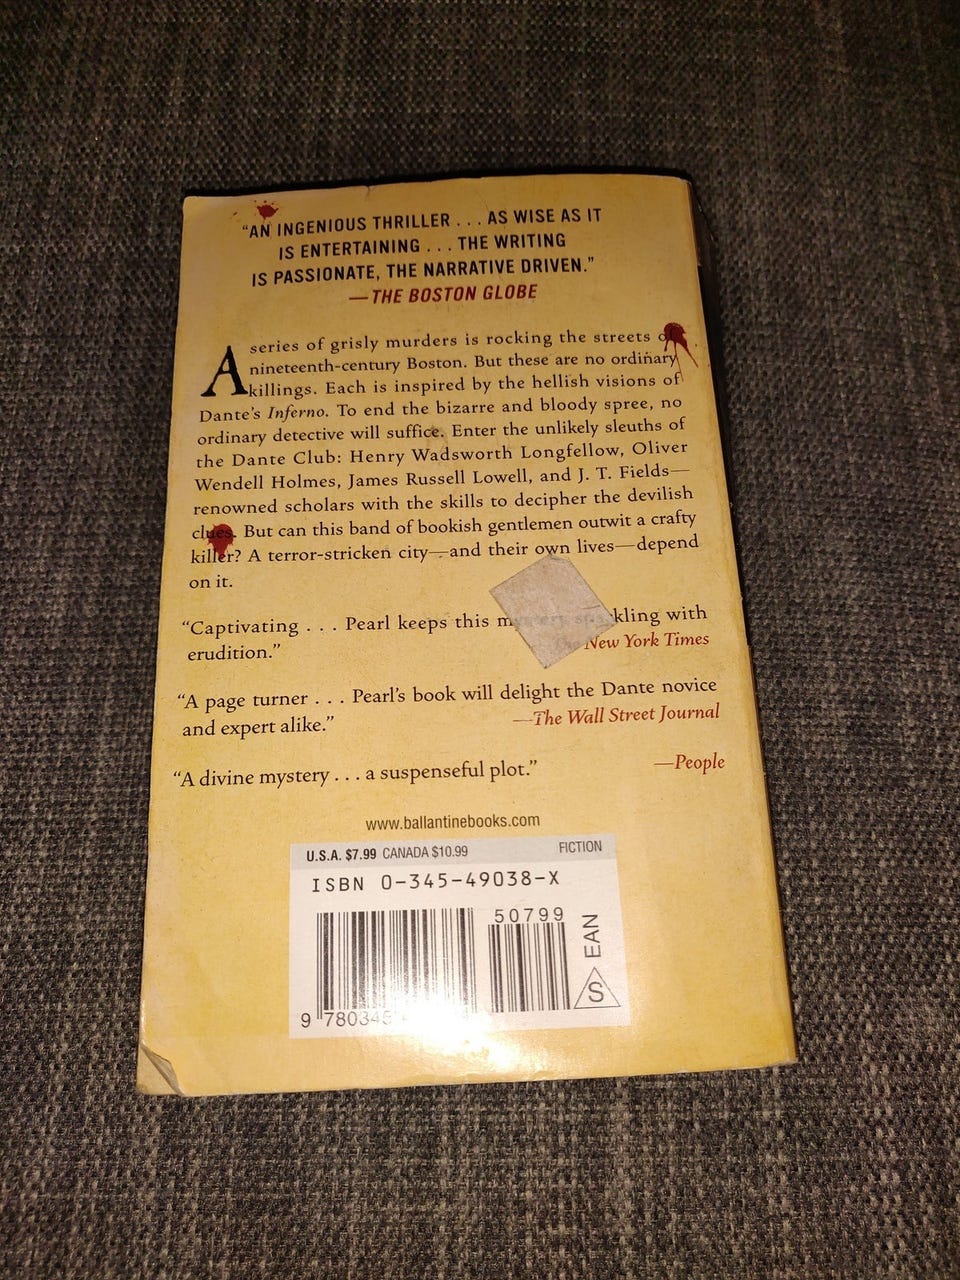 “AN INGENIOUS THRILLER . . . AS WISE AS IT
IS ENTERTAINING . . . THE WRITING
IS PASSIONATE, THE NARRATIVE DRIVEN.”
—THE BOSTON GLOBE
A series of grisly murders is rocking the streets of
nineteenth-century Boston. But these are no ordinary
killings. Each is inspired by the hellish visions of
Dante’s Inferno. To end the bizarre and bloody spree, no
ordinary detective will suffice. Enter the unlikely sleuths of
the Dante Club: Henry Wadsworth Longfellow, Oliver
Wendell Holmes, James Russell Lowell, and J. T. Fields—
renowned scholars with the skills to decipher the devilish
clues. But can this band of bookish gentlemen outwit a crafty
killer? A terror-stricken city—and their own lives—depend
on it.
“Captivating . . . Pearl keeps this with
erudition.” New York Times
“A page turner . . . Pearl’s book will delight the Dante novice
and expert alike.” —The Wall Street Journal
“A divine mystery . . . a suspenseful plot.” —People
www.ballantinebooks.com
U.S.A. $7.99 CANADA $10.99 FICTION
ISBN 0-345-49038-X
50799
EAN
S
9 780345